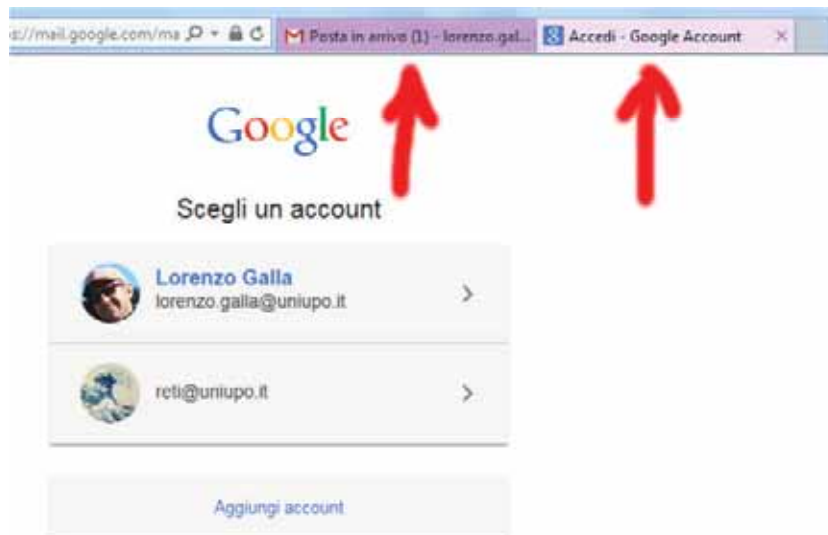 s://mail.google.com/ma
Posta in arrivo (1) - lorenzo.gal...
Accedi - Google Account
Google
Scegli un account
Lorenzo Galla
lorenzo.galla@uniupo.it
reti@uniupo.it
Aggiungi account